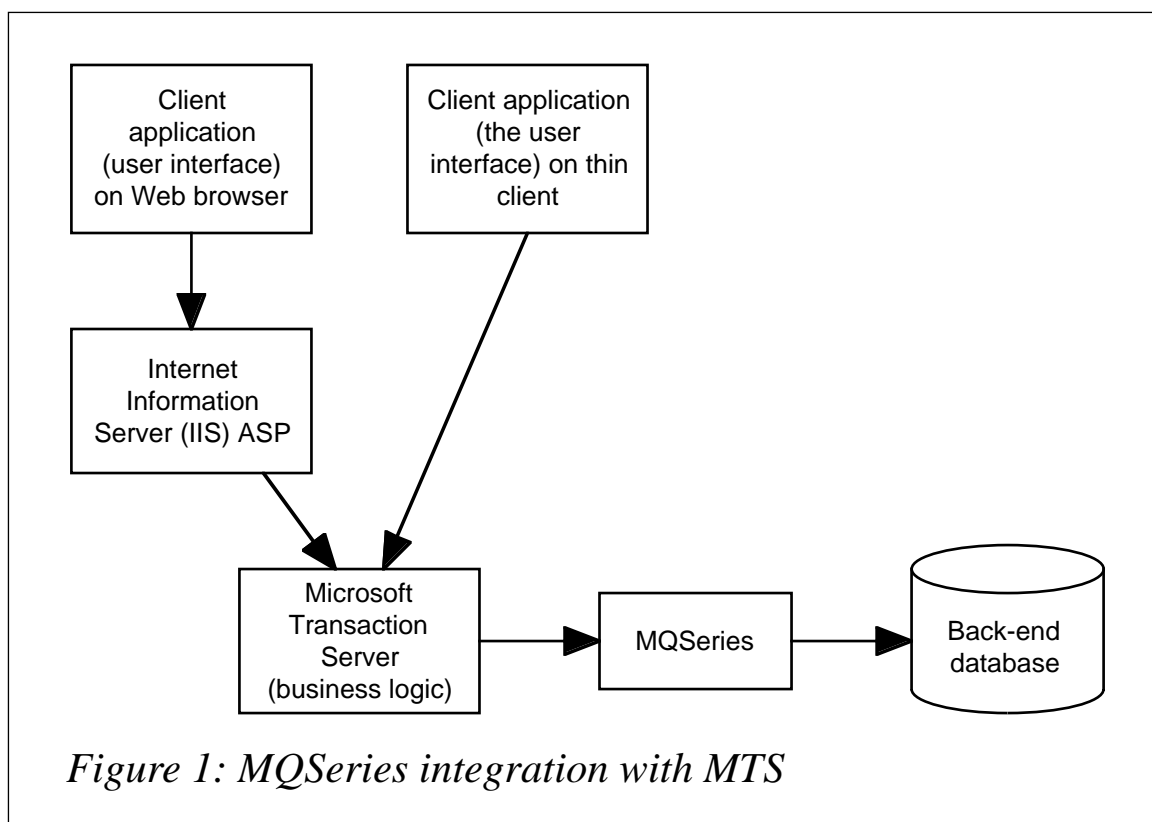 Client
application
(user interface)
on Web browser
Client application
(the user
interface) on thin
client
Internet
Information
Server (IIS) ASP
Microsoft
Transaction
Server
(business logic)
MQSeries
Back-end
database
Figure 1: MQSeries integration with MTS